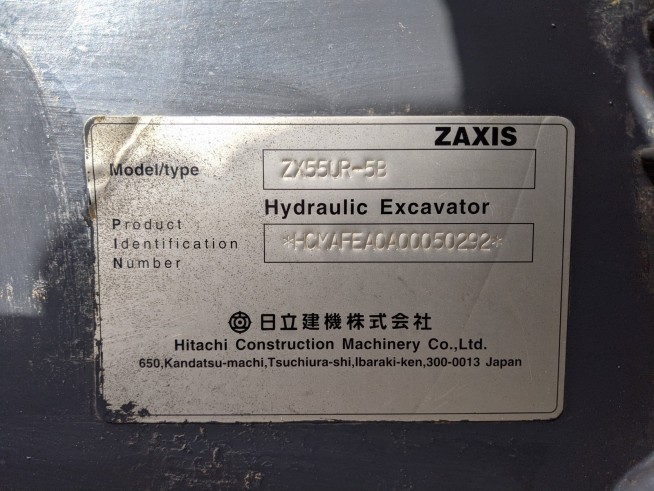 ZAXIS
Model/type ZX55UR-5B
Hydraulic Excavator
Product
Identification
Number
*HCMAFEA0A00050292*
日立建機株式会社
Hitachi Construction Machinery Co.,Ltd.
650,Kandatsu-machi,Tsuchiura-shi,Ibaraki-ken,300-0013 Japan